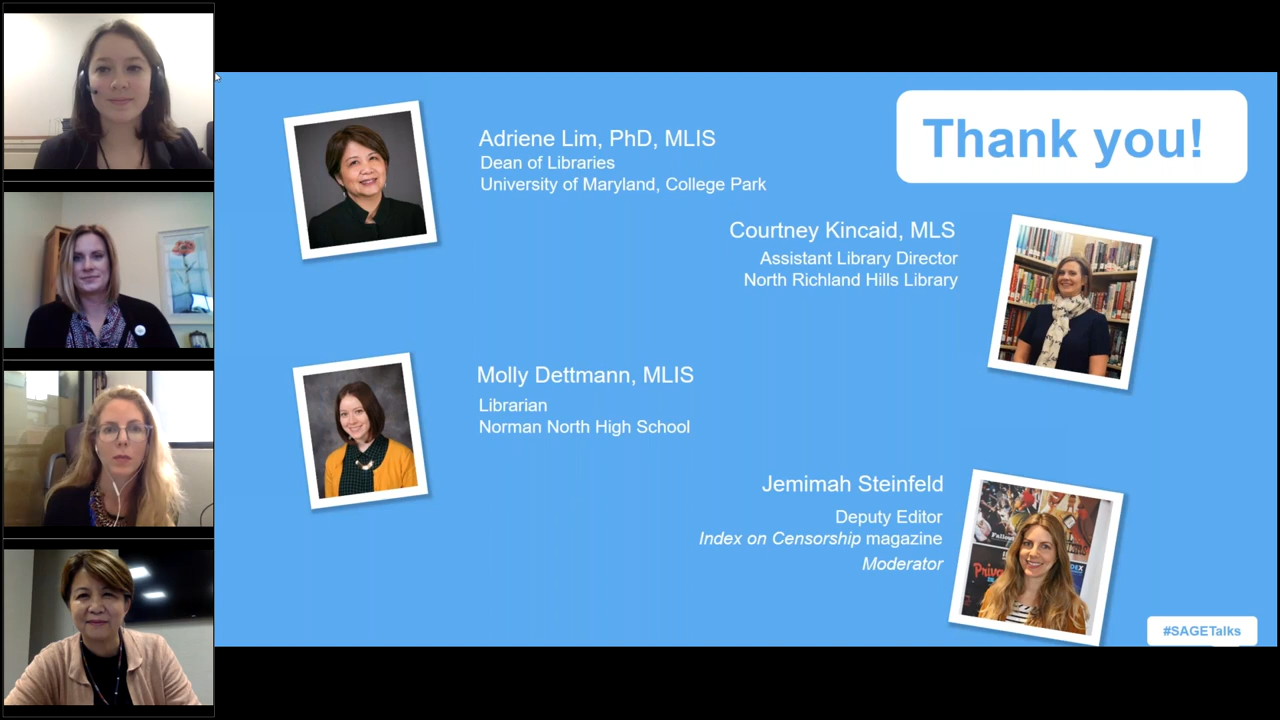 Thank you!
Adriene Lim, PhD, MLIS
Dean of Libraries
University of Maryland, College Park
Courtney Kincaid, MLS
Assistant Library Director
North Richland Hills Library
Molly Dettmann, MLIS
Librarian
Norman North High School
Jemimah Steinfeld
Deputy Editor
Index on Censorship magazine
Moderator
#SAGETalks